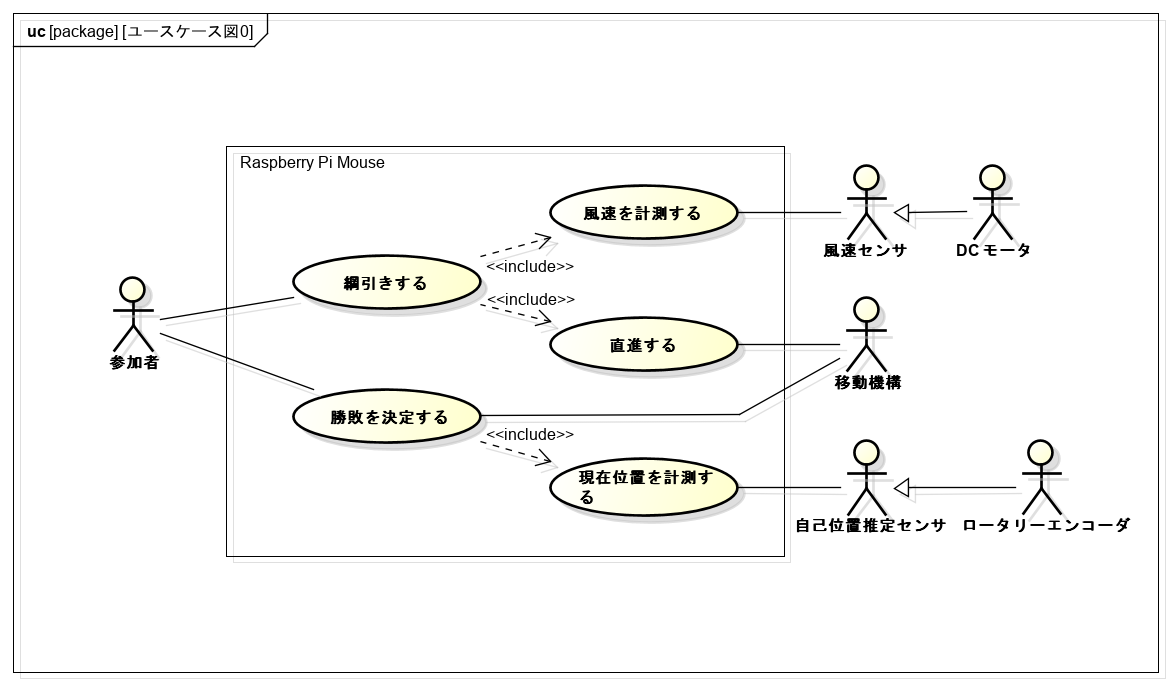 uc [package] [ユースケース図0]
Raspberry Pi Mouse
風速を計測する
風速センサ
DCモータ
<<include>>
綱引きする
<<include>>
参加者
直進する
移動機構
勝敗を決定する
<<include>>
現在位置を計測す
る
自己位置推定センサ
ロータリーエンコーダ